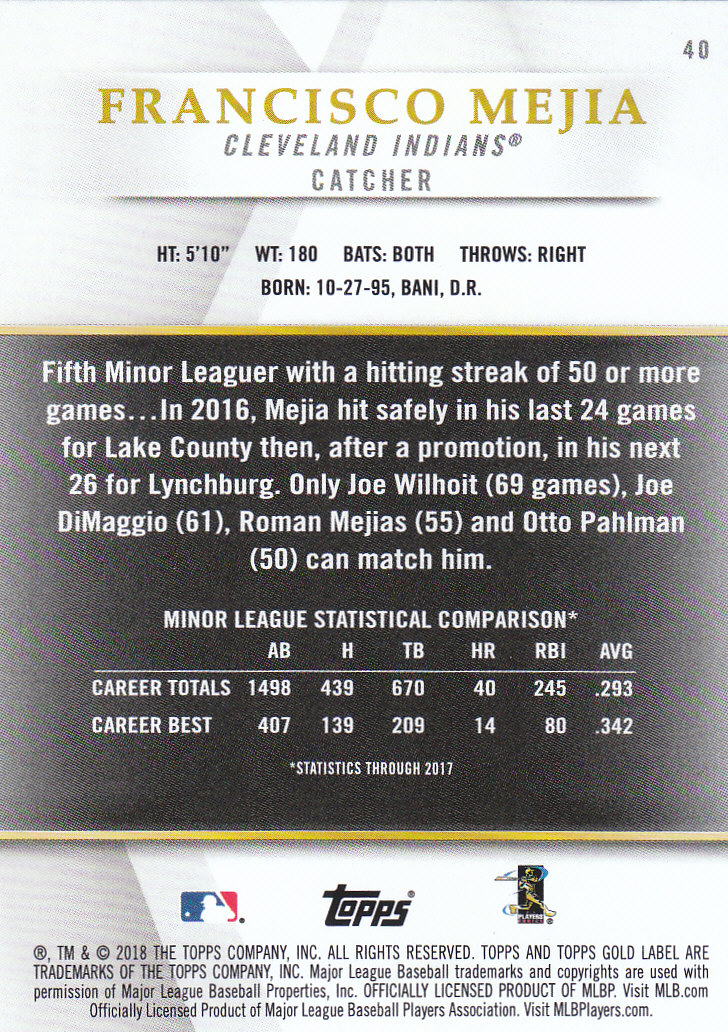 40
FRANCISCO MEJIA
CLEVELAND INDIANS®
CATCHER
HT: 5'10" WT: 180 BATS: BOTH THROWS: RIGHT
BORN: 10-27-95, BANI, D.R.
Fifth Minor Leaguer with a hitting streak of 50 or more
games...In 2016, Mejia hit safely in his last 24 games
for Lake County then, after a promotion, in his next
26 for Lynchburg. Only Joe Wilhoit (69 games), Joe
DiMaggio (61), Roman Mejias (55) and Otto Pahlman
(50) can match him.
MINOR LEAGUE STATISTICAL COMPARISON*
AB H TB HR RBI AVG
CAREER TOTALS 1498 439 670 40 245 .293
CAREER BEST 407 139 209 14 80 .342
*STATISTICS THROUGH 2017
Topps®
PLAYERS
CHOICE
®, TM & © 2018 THE TOPPS COMPANY, INC. ALL RIGHTS RESERVED. TOPPS AND TOPPS GOLD LABEL ARE
TRADEMARKS OF THE TOPPS COMPANY, INC. Major League Baseball trademarks and copyrights are used with
permission of Major League Baseball Properties, Inc. OFFICIALLY LICENSED PRODUCT OF MLBP. Visit MLB.com
Officially Licensed Product of Major League Baseball Players Association. Visit MLBPlayers.com.